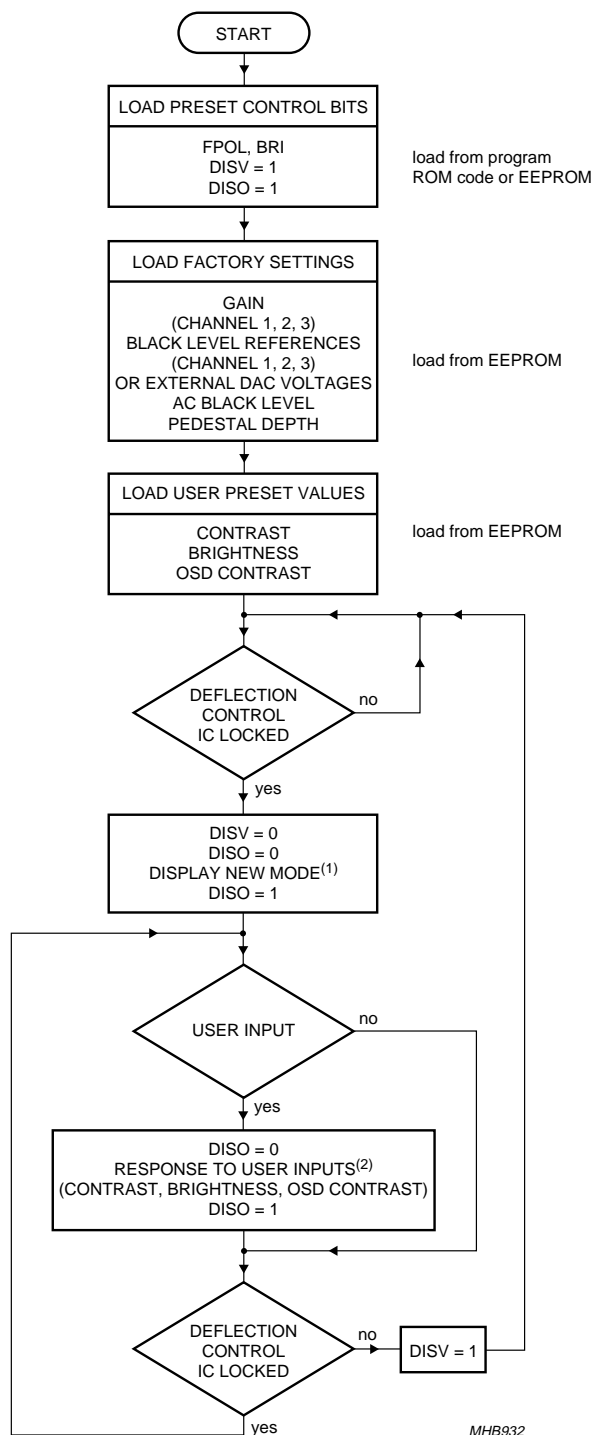 START
LOAD PRESET CONTROL BITS
FPOL, BRI
DISV = 1
DISO = 1
load from program
ROM code or EEPROM
LOAD FACTORY SETTINGS
GAIN
(CHANNEL 1, 2, 3)
BLACK LEVEL REFERENCES
(CHANNEL 1, 2, 3)
OR EXTERNAL DAC VOLTAGES
AC BLACK LEVEL
PEDESTAL DEPTH
load from EEPROM
LOAD USER PRESET VALUES
CONTRAST
BRIGHTNESS
OSD CONTRAST
load from EEPROM
DEFLECTION
CONTROL
IC LOCKED
no
yes
DISV = 0
DISO = 0
DISPLAY NEW MODE(1)
DISO = 1
USER INPUT
no
yes
DISO = 0
RESPONSE TO USER INPUTS(2)
(CONTRAST, BRIGHTNESS, OSD CONTRAST)
DISO = 1
DEFLECTION
CONTROL
IC LOCKED
no
DISV = 1
yes
MHB932